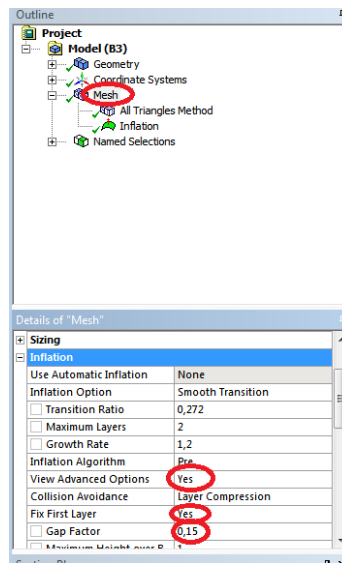 Outline
Project
Model (B3)
Geometry
Coordinate Systems
Mesh
All Triangles Method
Inflation
Named Selections
Details of "Mesh"
Sizing
Inflation
Use Automatic Inflation None
Inflation Option Smooth Transition
Transition Ratio 0,272
Maximum Layers 2
Growth Rate 1,2
Inflation Algorithm Pre
View Advanced Options Yes
Collision Avoidance Layer Compression
Fix First Layer Yes
Gap Factor 0,15
Maximum Height over B 1